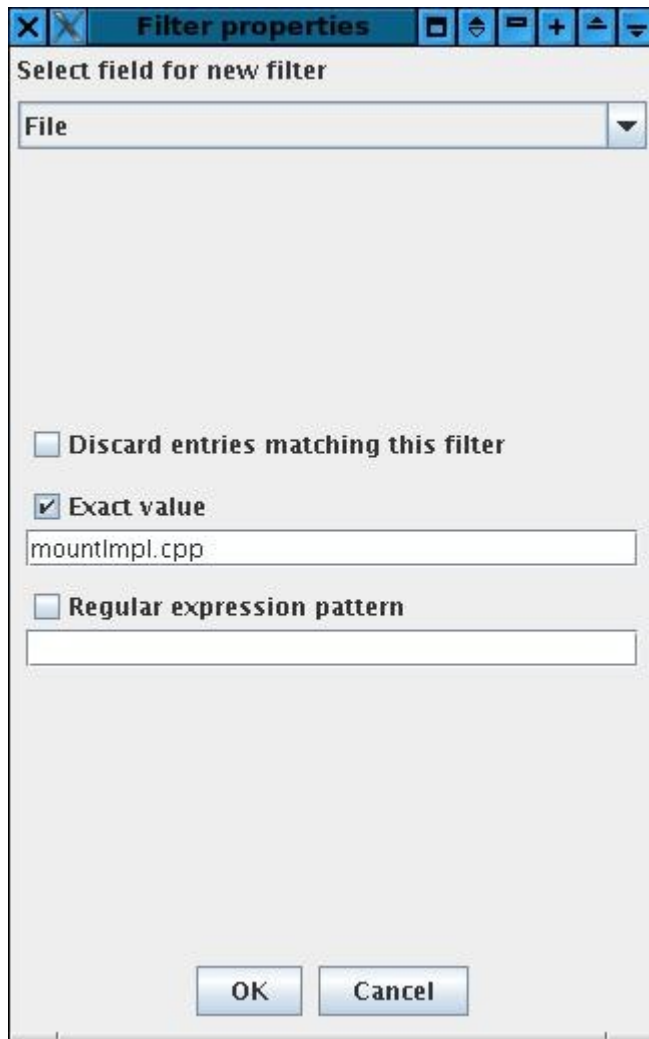 Filter properties
Select field for new filter
File
Discard entries matching this filter
Exact value
mountImpl.cpp
Regular expression pattern
OK Cancel